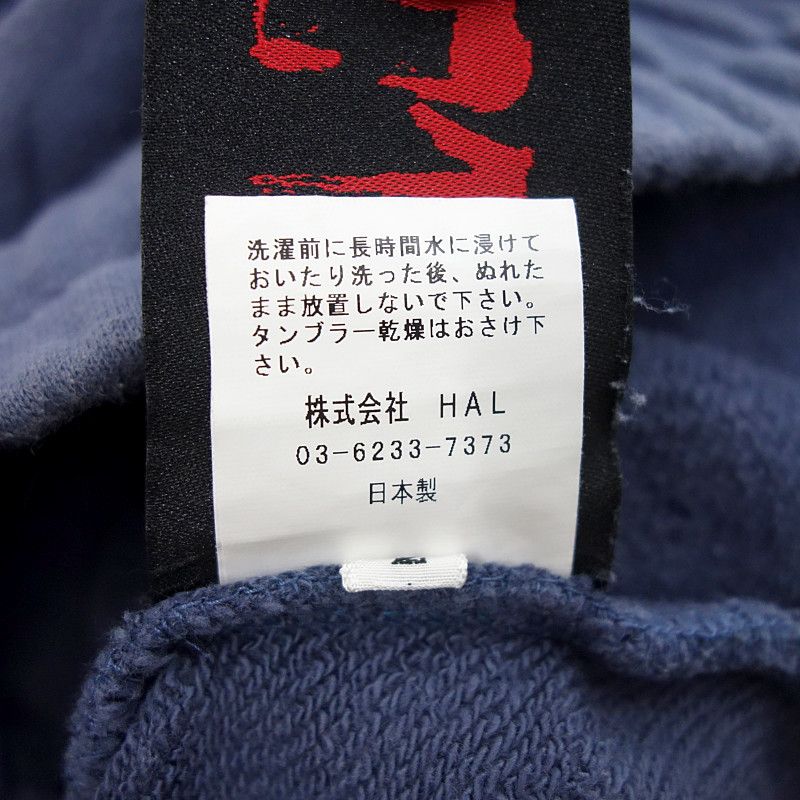 洗濯前に長時間水に浸けて
おいたり洗った後、ぬれた
まま放置しないで下さい。
タンブラー乾燥はおさけ下
さい。
株式会社 HAL
03-6233-7373
日本製